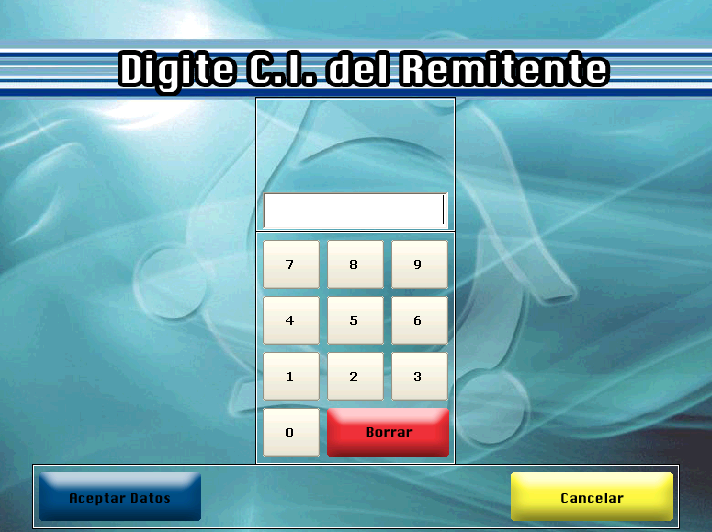 Digite C.I. del Remitente
7 8 9
4 5 6
1 2 3
0 Borrar
Aceptar Datos Cancelar